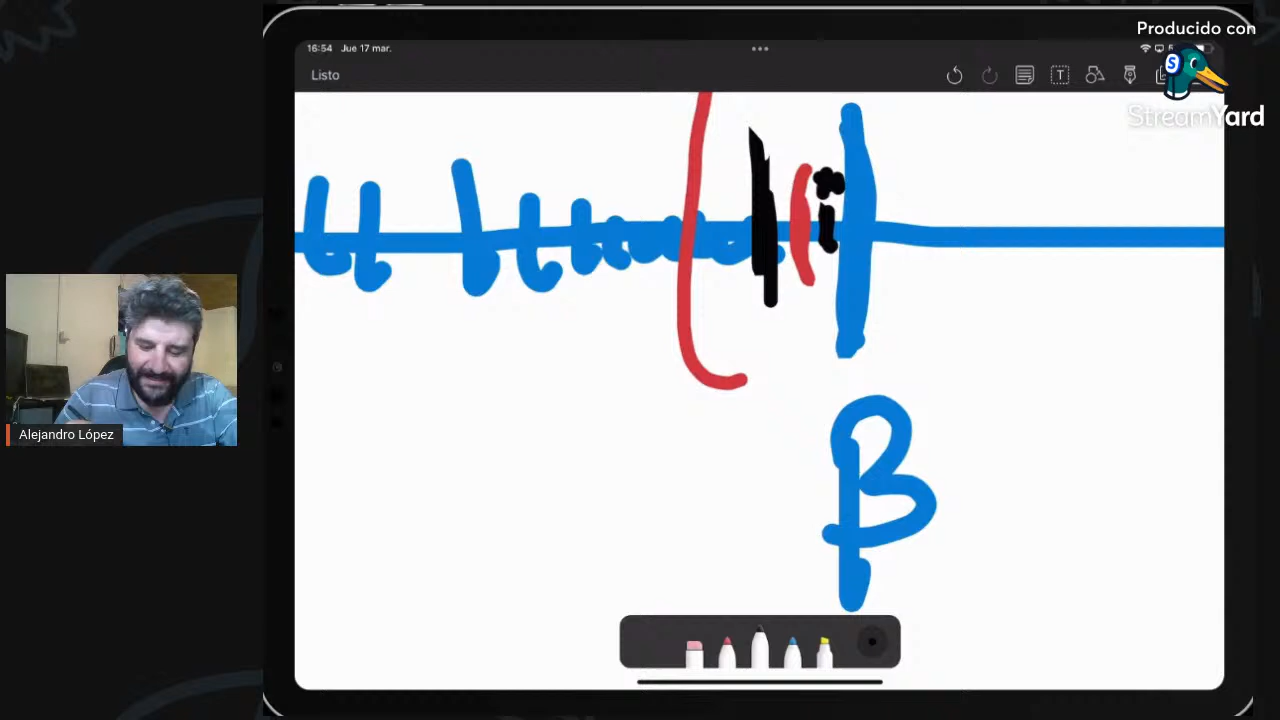 Producido con
16:54 Jue 17 mar.
Listo
T
S
StreamYard
Alejandro López
β